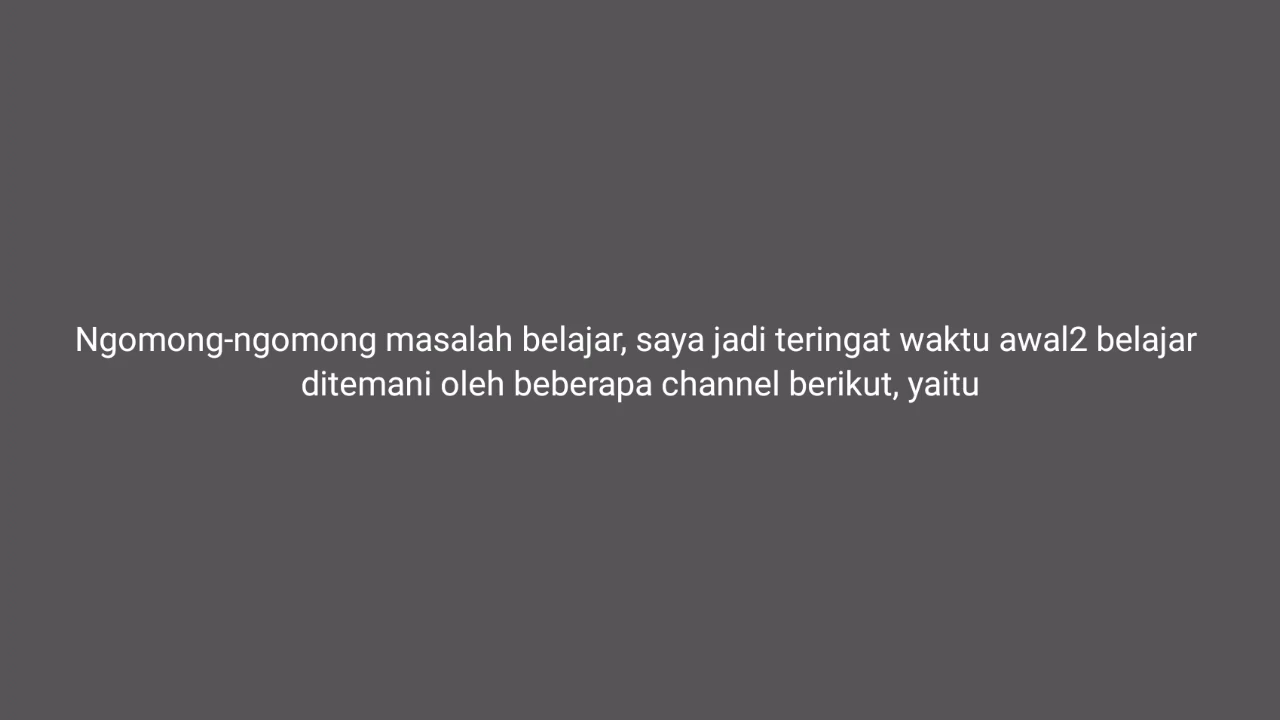 Ngomong-ngomong masalah belajar, saya jadi teringat waktu awal2 belajar
ditemani oleh beberapa channel berikut, yaitu